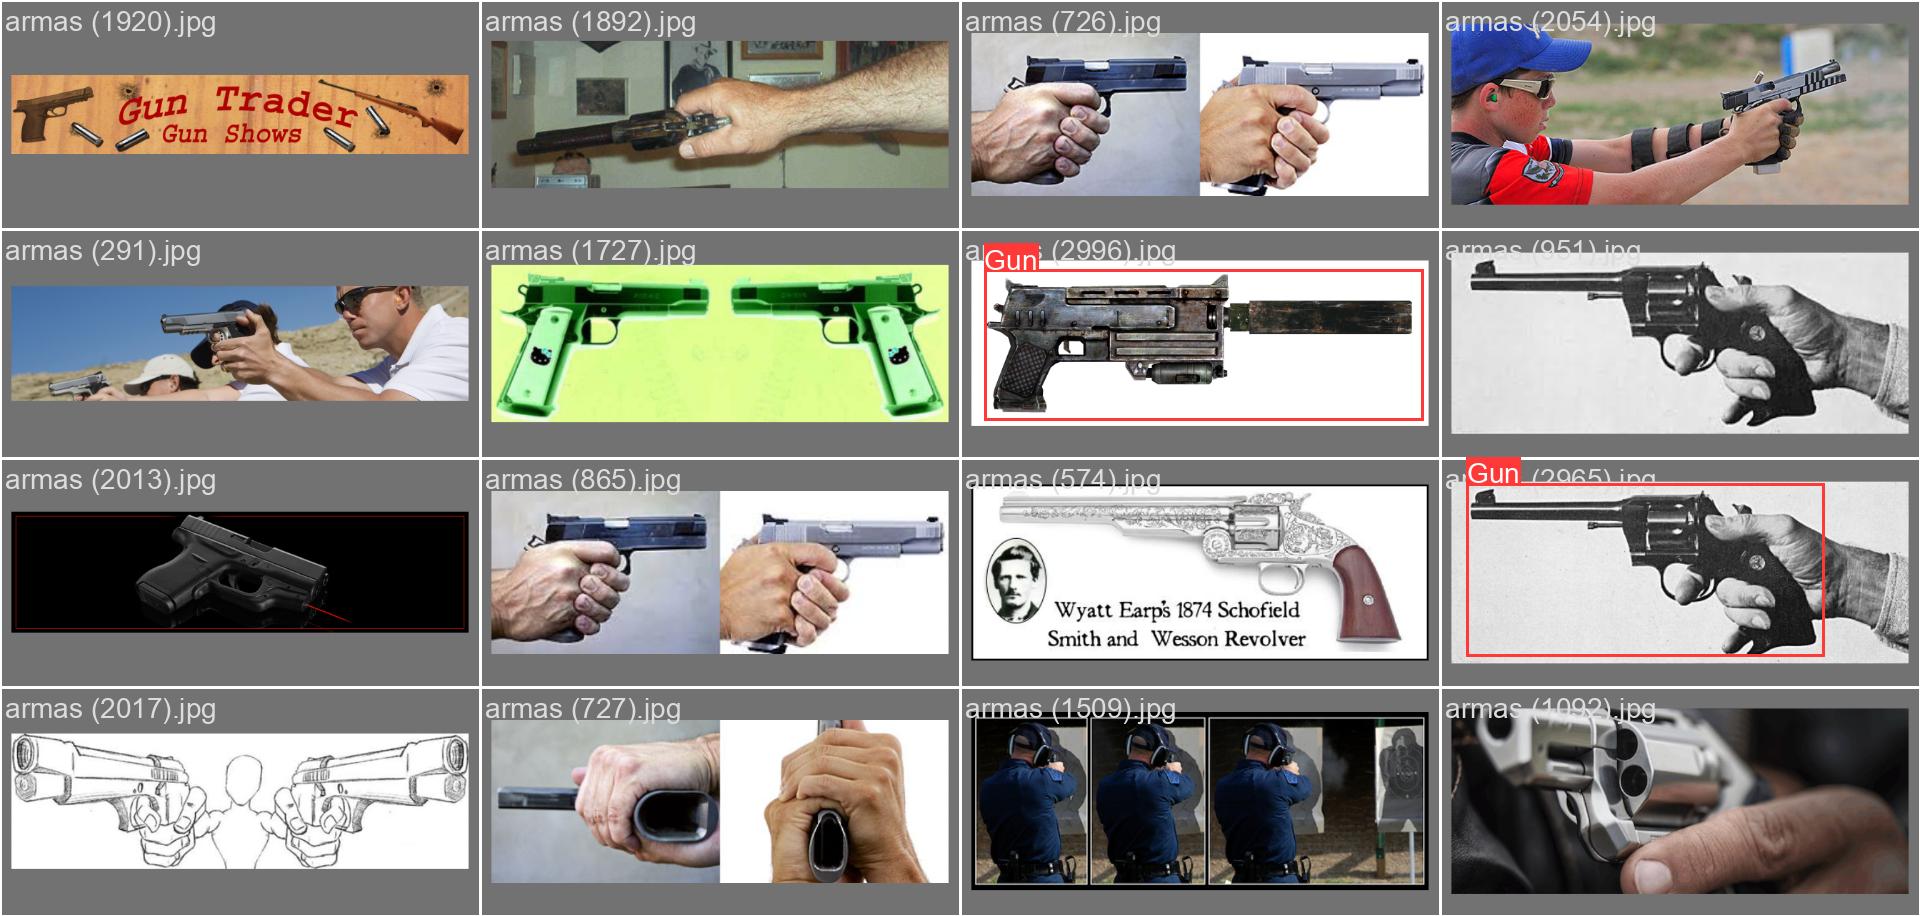 armas (1920).jpg
armas (1892).jpg
armas (726).jpg
armas (2054).jpg
Gun Trader
Gun Shows
armas (291).jpg
armas (1727).jpg
(2996).jpg
Gun
armas (951).jpg
armas (2013).jpg
armas (865).jpg
armas (574).jpg
(2965).jpg
Gun
Wyatt Earp's 1874 Schofield
Smith and Wesson Revolver
armas (2017).jpg
armas (727).jpg
armas (1509).jpg
armas (1092).jpg